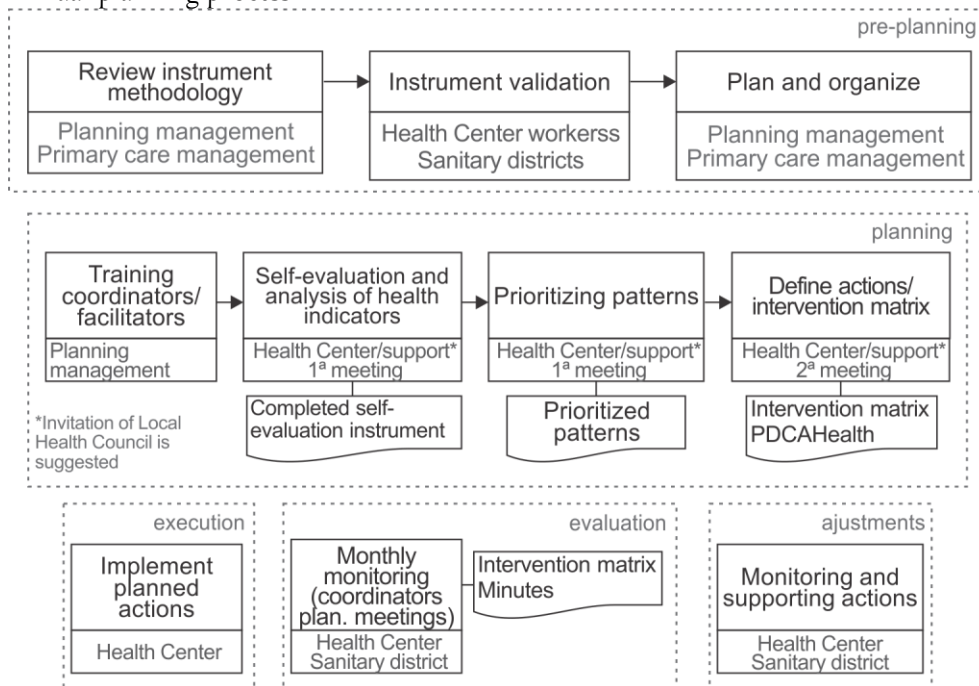 planning process
pre-planning
Review instrument
methodology
Planning management
Primary care management
Instrument validation
Health Center workerss
Sanitary districts
Plan and organize
Planning management
Primary care management
planning
Training
coordinators/
facilitators
Planning
management
Self-evaluation and
analysis of health
indicators
Health Center/support*
1ª meeting
Completed self-
evaluation instrument
Prioritizing patterns
Health Center/support*
1ª meeting
Prioritized
patterns
Define actions/
intervention matrix
Health Center/support*
2ª meeting
Intervention matrix
PDCAHealth
*Invitation of Local
Health Council is
suggested
execution
Implement
planned
actions
Health Center
evaluation
Monthly
monitoring
(coordinators
plan. meetings)
Health Center
Sanitary district
Intervention matrix
Minutes
ajustments
Monitoring and
supporting actions
Health Center
Sanitary district